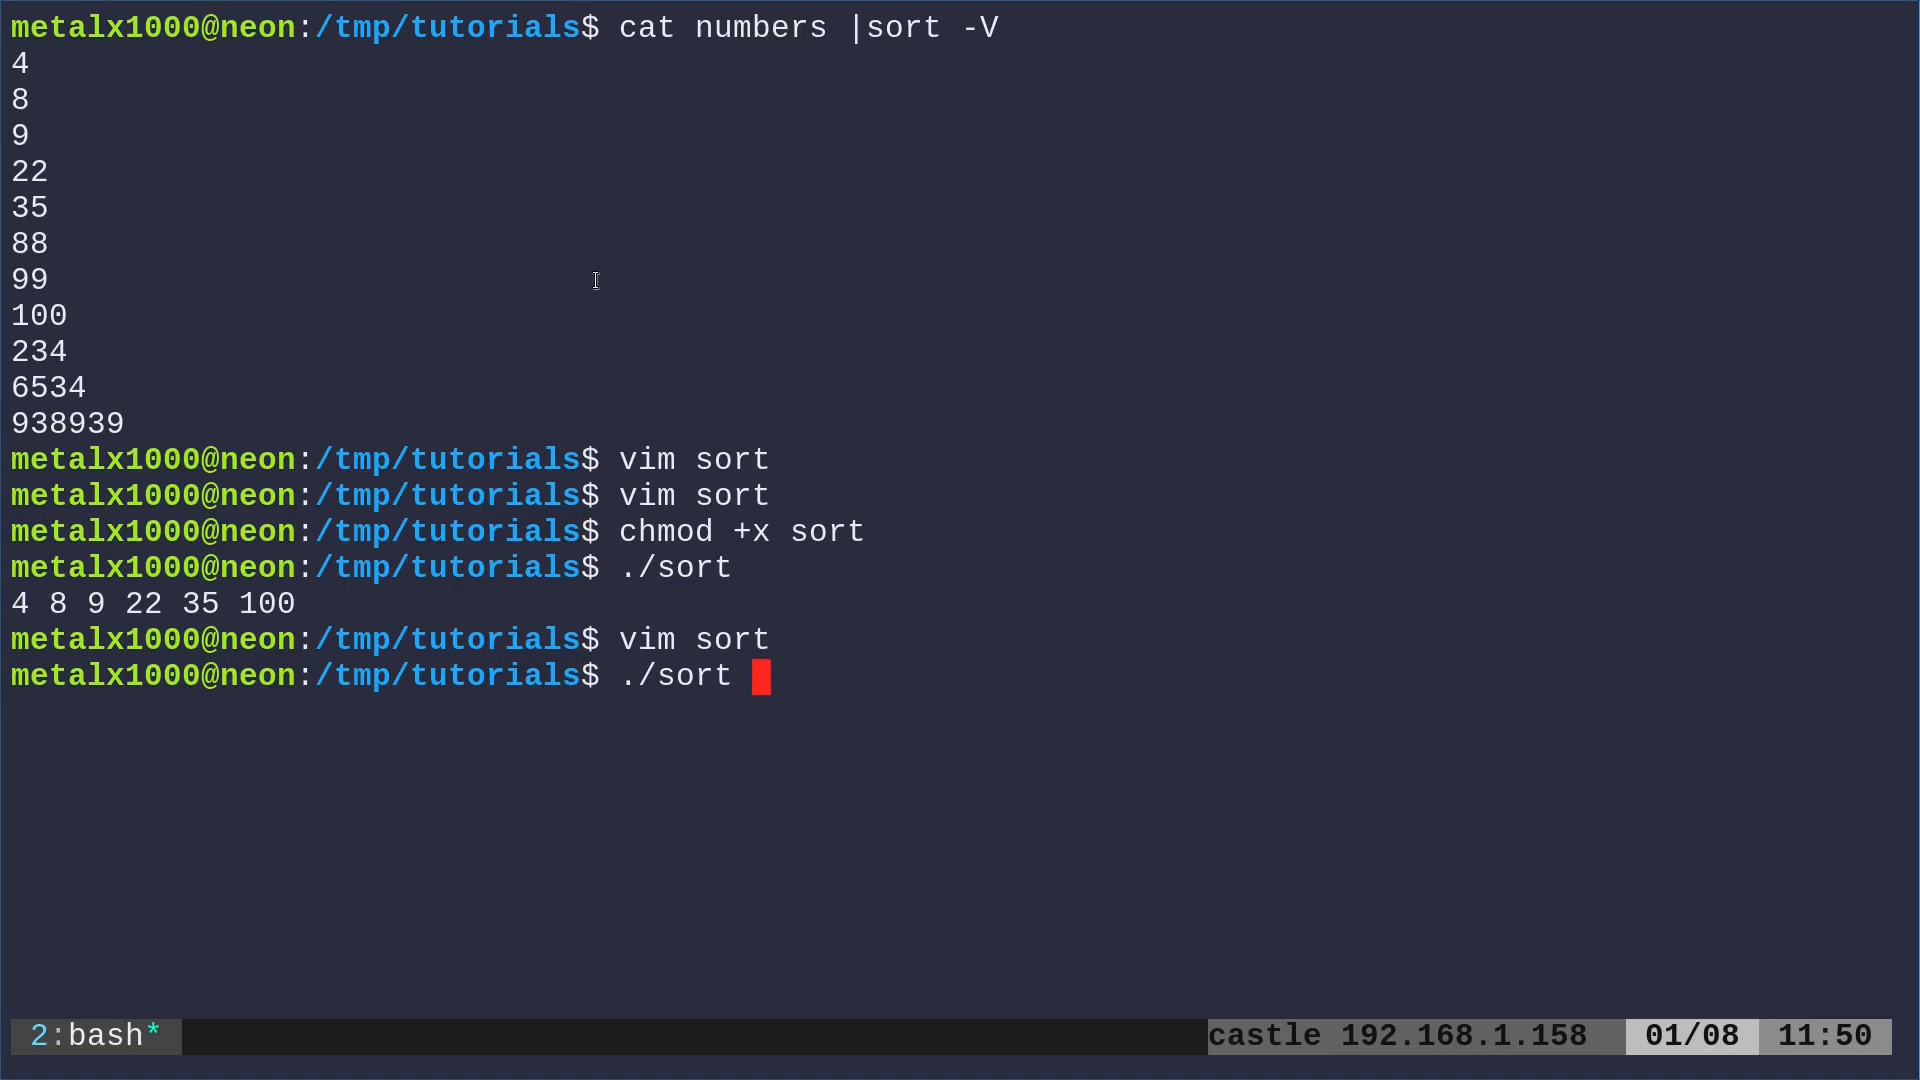 metalx1000@neon:/tmp/tutorials$ cat numbers |sort -V
4
8
9
22
35
88
99
100
234
6534
938939
metalx1000@neon:/tmp/tutorials$ vim sort
metalx1000@neon:/tmp/tutorials$ vim sort
metalx1000@neon:/tmp/tutorials$ chmod +x sort
metalx1000@neon:/tmp/tutorials$ ./sort
4 8 9 22 35 100
metalx1000@neon:/tmp/tutorials$ vim sort
metalx1000@neon:/tmp/tutorials$ ./sort
2:bash* castle 192.168.1.158 01/08 11:50